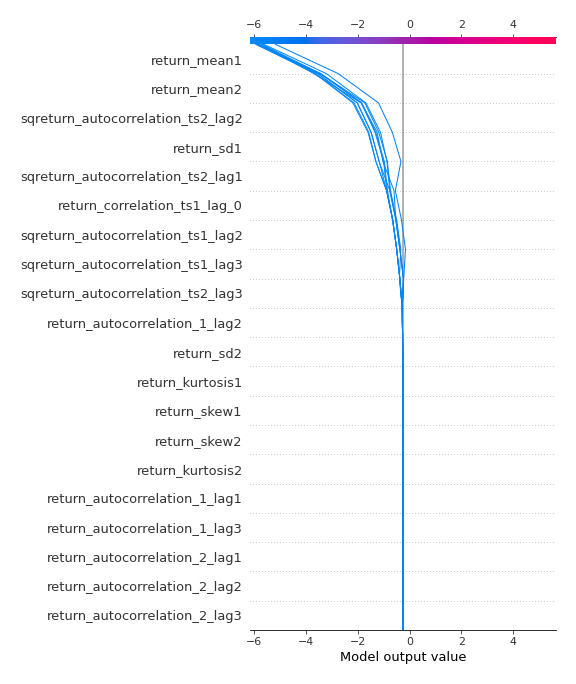 −6 −4 −2 0 2 4
return_mean1
return_mean2
sqreturn_autocorrelation_ts2_lag2
return_sd1
sqreturn_autocorrelation_ts2_lag1
return_correlation_ts1_lag_0
sqreturn_autocorrelation_ts1_lag2
sqreturn_autocorrelation_ts1_lag3
sqreturn_autocorrelation_ts2_lag3
return_autocorrelation_1_lag2
return_sd2
return_kurtosis1
return_skew1
return_skew2
return_kurtosis2
return_autocorrelation_1_lag1
return_autocorrelation_1_lag3
return_autocorrelation_2_lag1
return_autocorrelation_2_lag2
return_autocorrelation_2_lag3
−6 −4 −2 0 2 4
Model output value